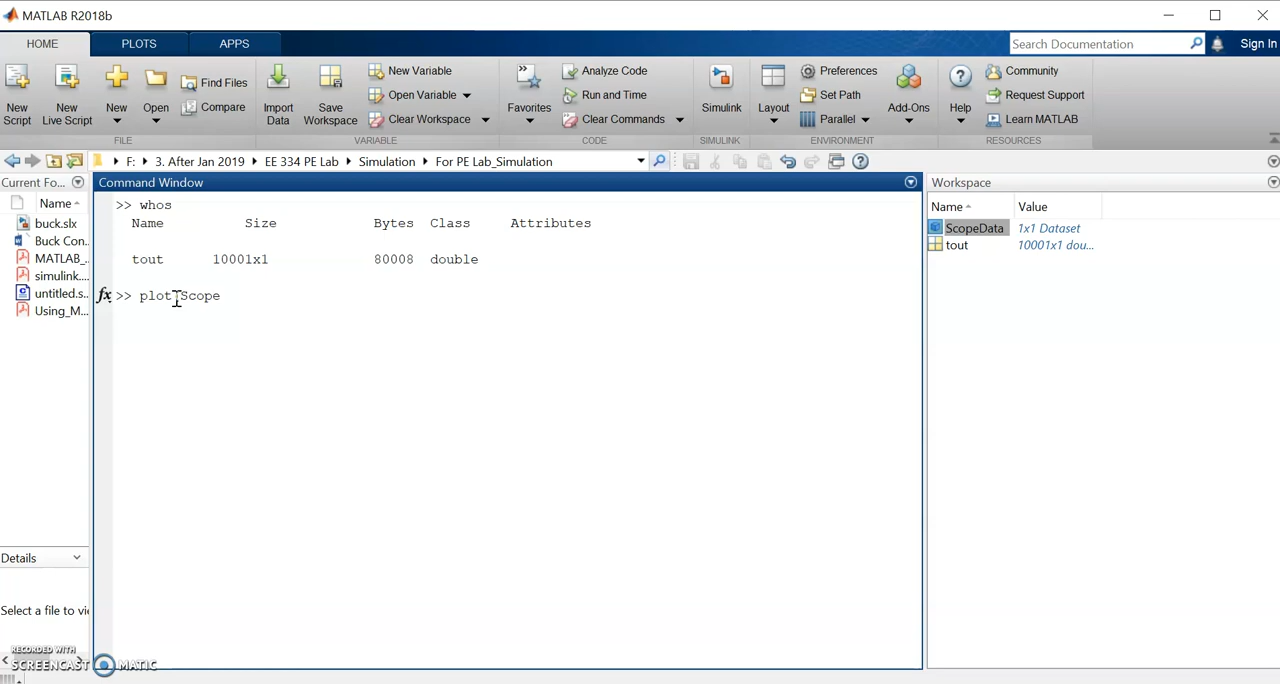 MATLAB R2018b
HOME PLOTS APPS
Search Documentation
Sign In
New Script
New Live Script
New
Open
Find Files
Compare
FILE
Import Data
Save Workspace
New Variable
Open Variable
Clear Workspace
VARIABLE
Favorites
Analyze Code
Run and Time
Clear Commands
CODE
Simulink
SIMULINK
Layout
Preferences
Set Path
Parallel
Add-Ons
ENVIRONMENT
Help
Community
Request Support
Learn MATLAB
RESOURCES
F: 3. After Jan 2019 EE 334 PE Lab Simulation For PE Lab_Simulation
Current Fo...
Name
buck.slx
Buck Con...
MATLAB_...
simulink....
untitled.s...
Using_M...
Details
Select a file to vi
Command Window
>> whos
Name Size Bytes Class Attributes
tout 10001x1 80008 double
fx >> plot Scope
Workspace
Name Value
ScopeData 1x1 Dataset
tout 10001x1 dou...
RECORDED WITH
SCREENCAST MATIC